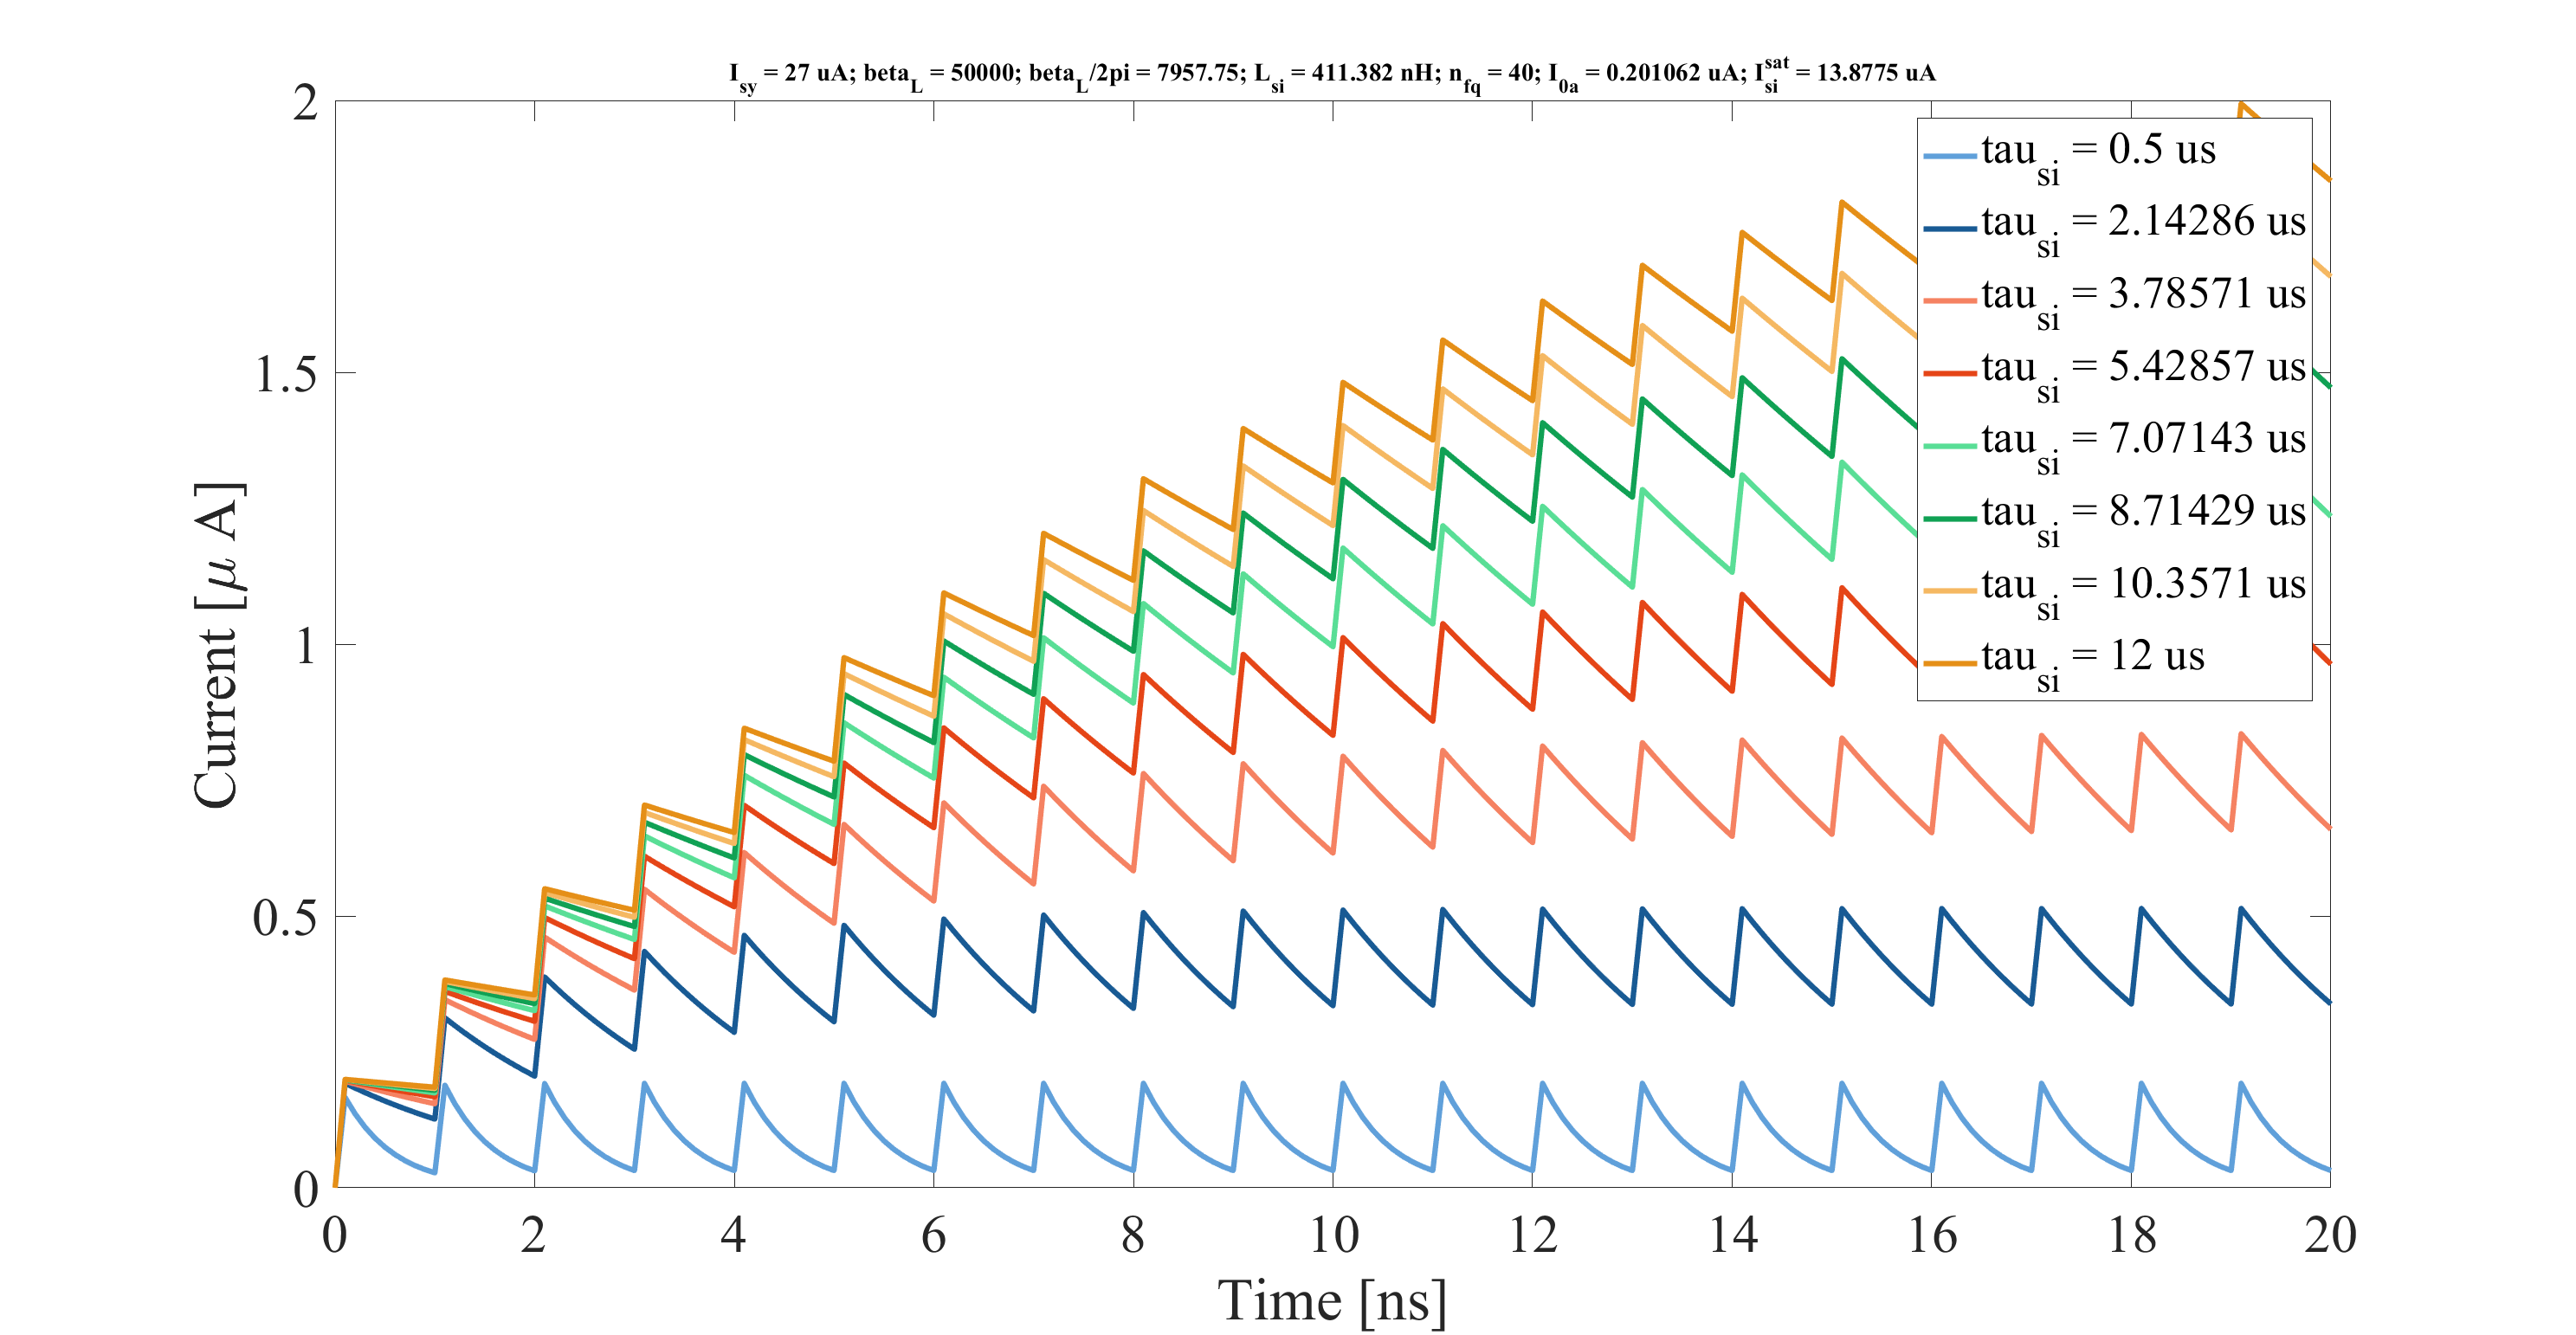 I_sy = 27 uA; beta_L = 50000; beta_L/2pi = 7957.75; L_si = 411.382 nH; n_fq = 40; I_0a = 0.201062 uA; I_si^sat = 13.8775 uA
2
1.5
1
0.5
0
Current [μ A]
tau_si = 0.5 us
tau_si = 2.14286 us
tau_si = 3.78571 us
tau_si = 5.42857 us
tau_si = 7.07143 us
tau_si = 8.71429 us
tau_si = 10.3571 us
tau_si = 12 us
0 2 4 6 8 10 12 14 16 18 20
Time [ns]